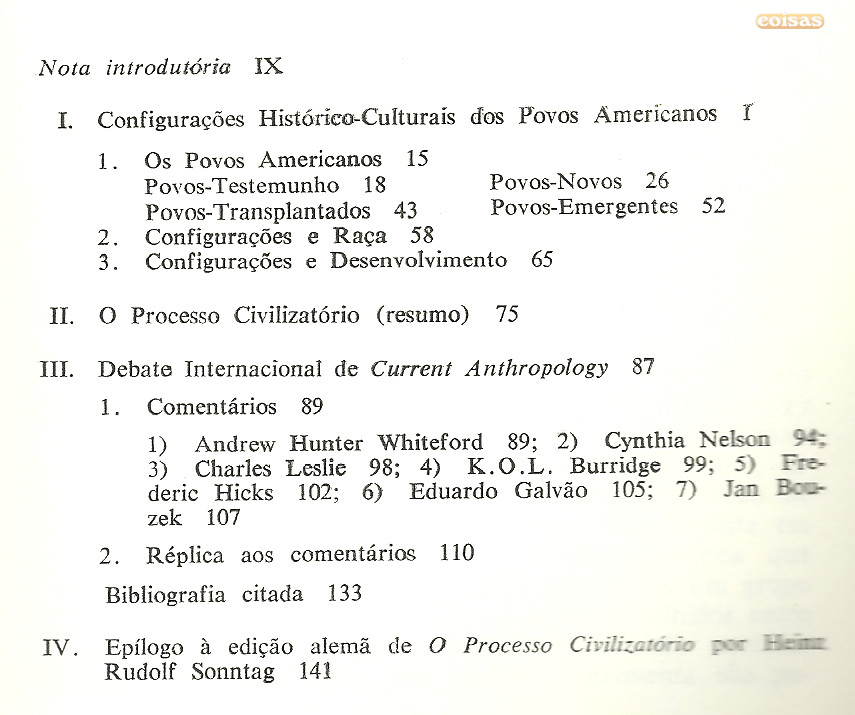 coisas
Nota introdutória IX
I. Configurações Histórico-Culturais dos Povos Americanos 1
1. Os Povos Americanos 15
Povos-Testemunho 18 Povos-Novos 26
Povos-Transplantados 43 Povos-Emergentes 52
2. Configurações e Raça 58
3. Configurações e Desenvolvimento 65
II. O Processo Civilizatório (resumo) 75
III. Debate Internacional de Current Anthropology 87
1. Comentários 89
1) Andrew Hunter Whiteford 89; 2) Cynthia Nelson 94;
3) Charles Leslie 98; 4) K.O.L. Burridge 99; 5) Fre-
deric Hicks 102; 6) Eduardo Galvão 105; 7) Jan Bou-
zek 107
2. Réplica aos comentários 110
Bibliografia citada 133
IV. Epílogo à edição alemã de O Processo Civilizatório por Heinz
Rudolf Sonntag 141